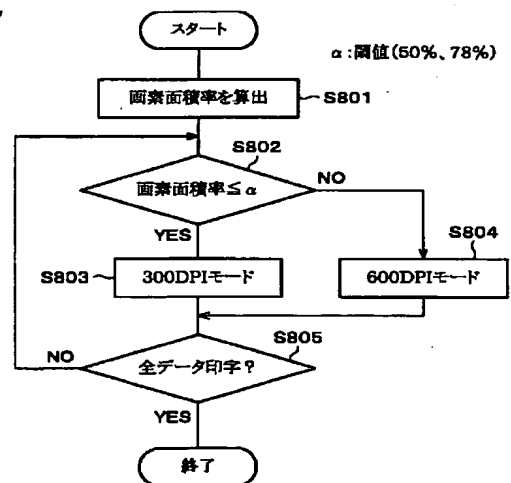 スタート
α:閾値(50%、78%)
画素面積率を算出
S801
S802
画素面積率≦α
NO
YES
S804
S803
300DPIモード
600DPIモード
S805
NO
全データ印字?
YES
終了